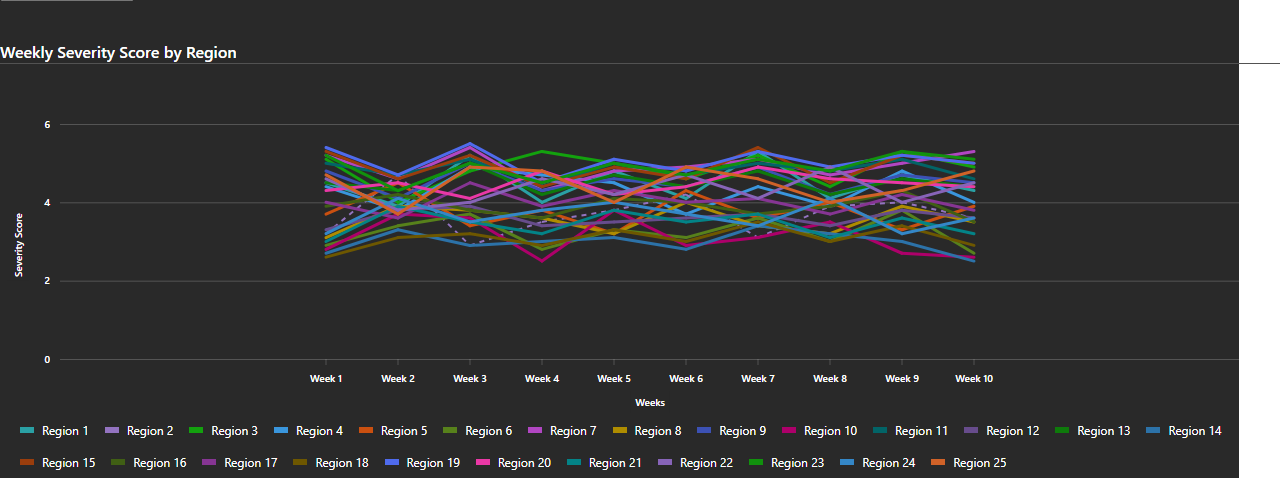 Weekly Severity Score by Region
6
4
2
0
Severity Score
Week 1 Week 2 Week 3 Week 4 Week 5 Week 6 Week 7 Week 8 Week 9 Week 10
Weeks
Region 1 Region 2 Region 3 Region 4 Region 5 Region 6 Region 7 Region 8 Region 9 Region 10 Region 11 Region 12 Region 13 Region 14
Region 15 Region 16 Region 17 Region 18 Region 19 Region 20 Region 21 Region 22 Region 23 Region 24 Region 25